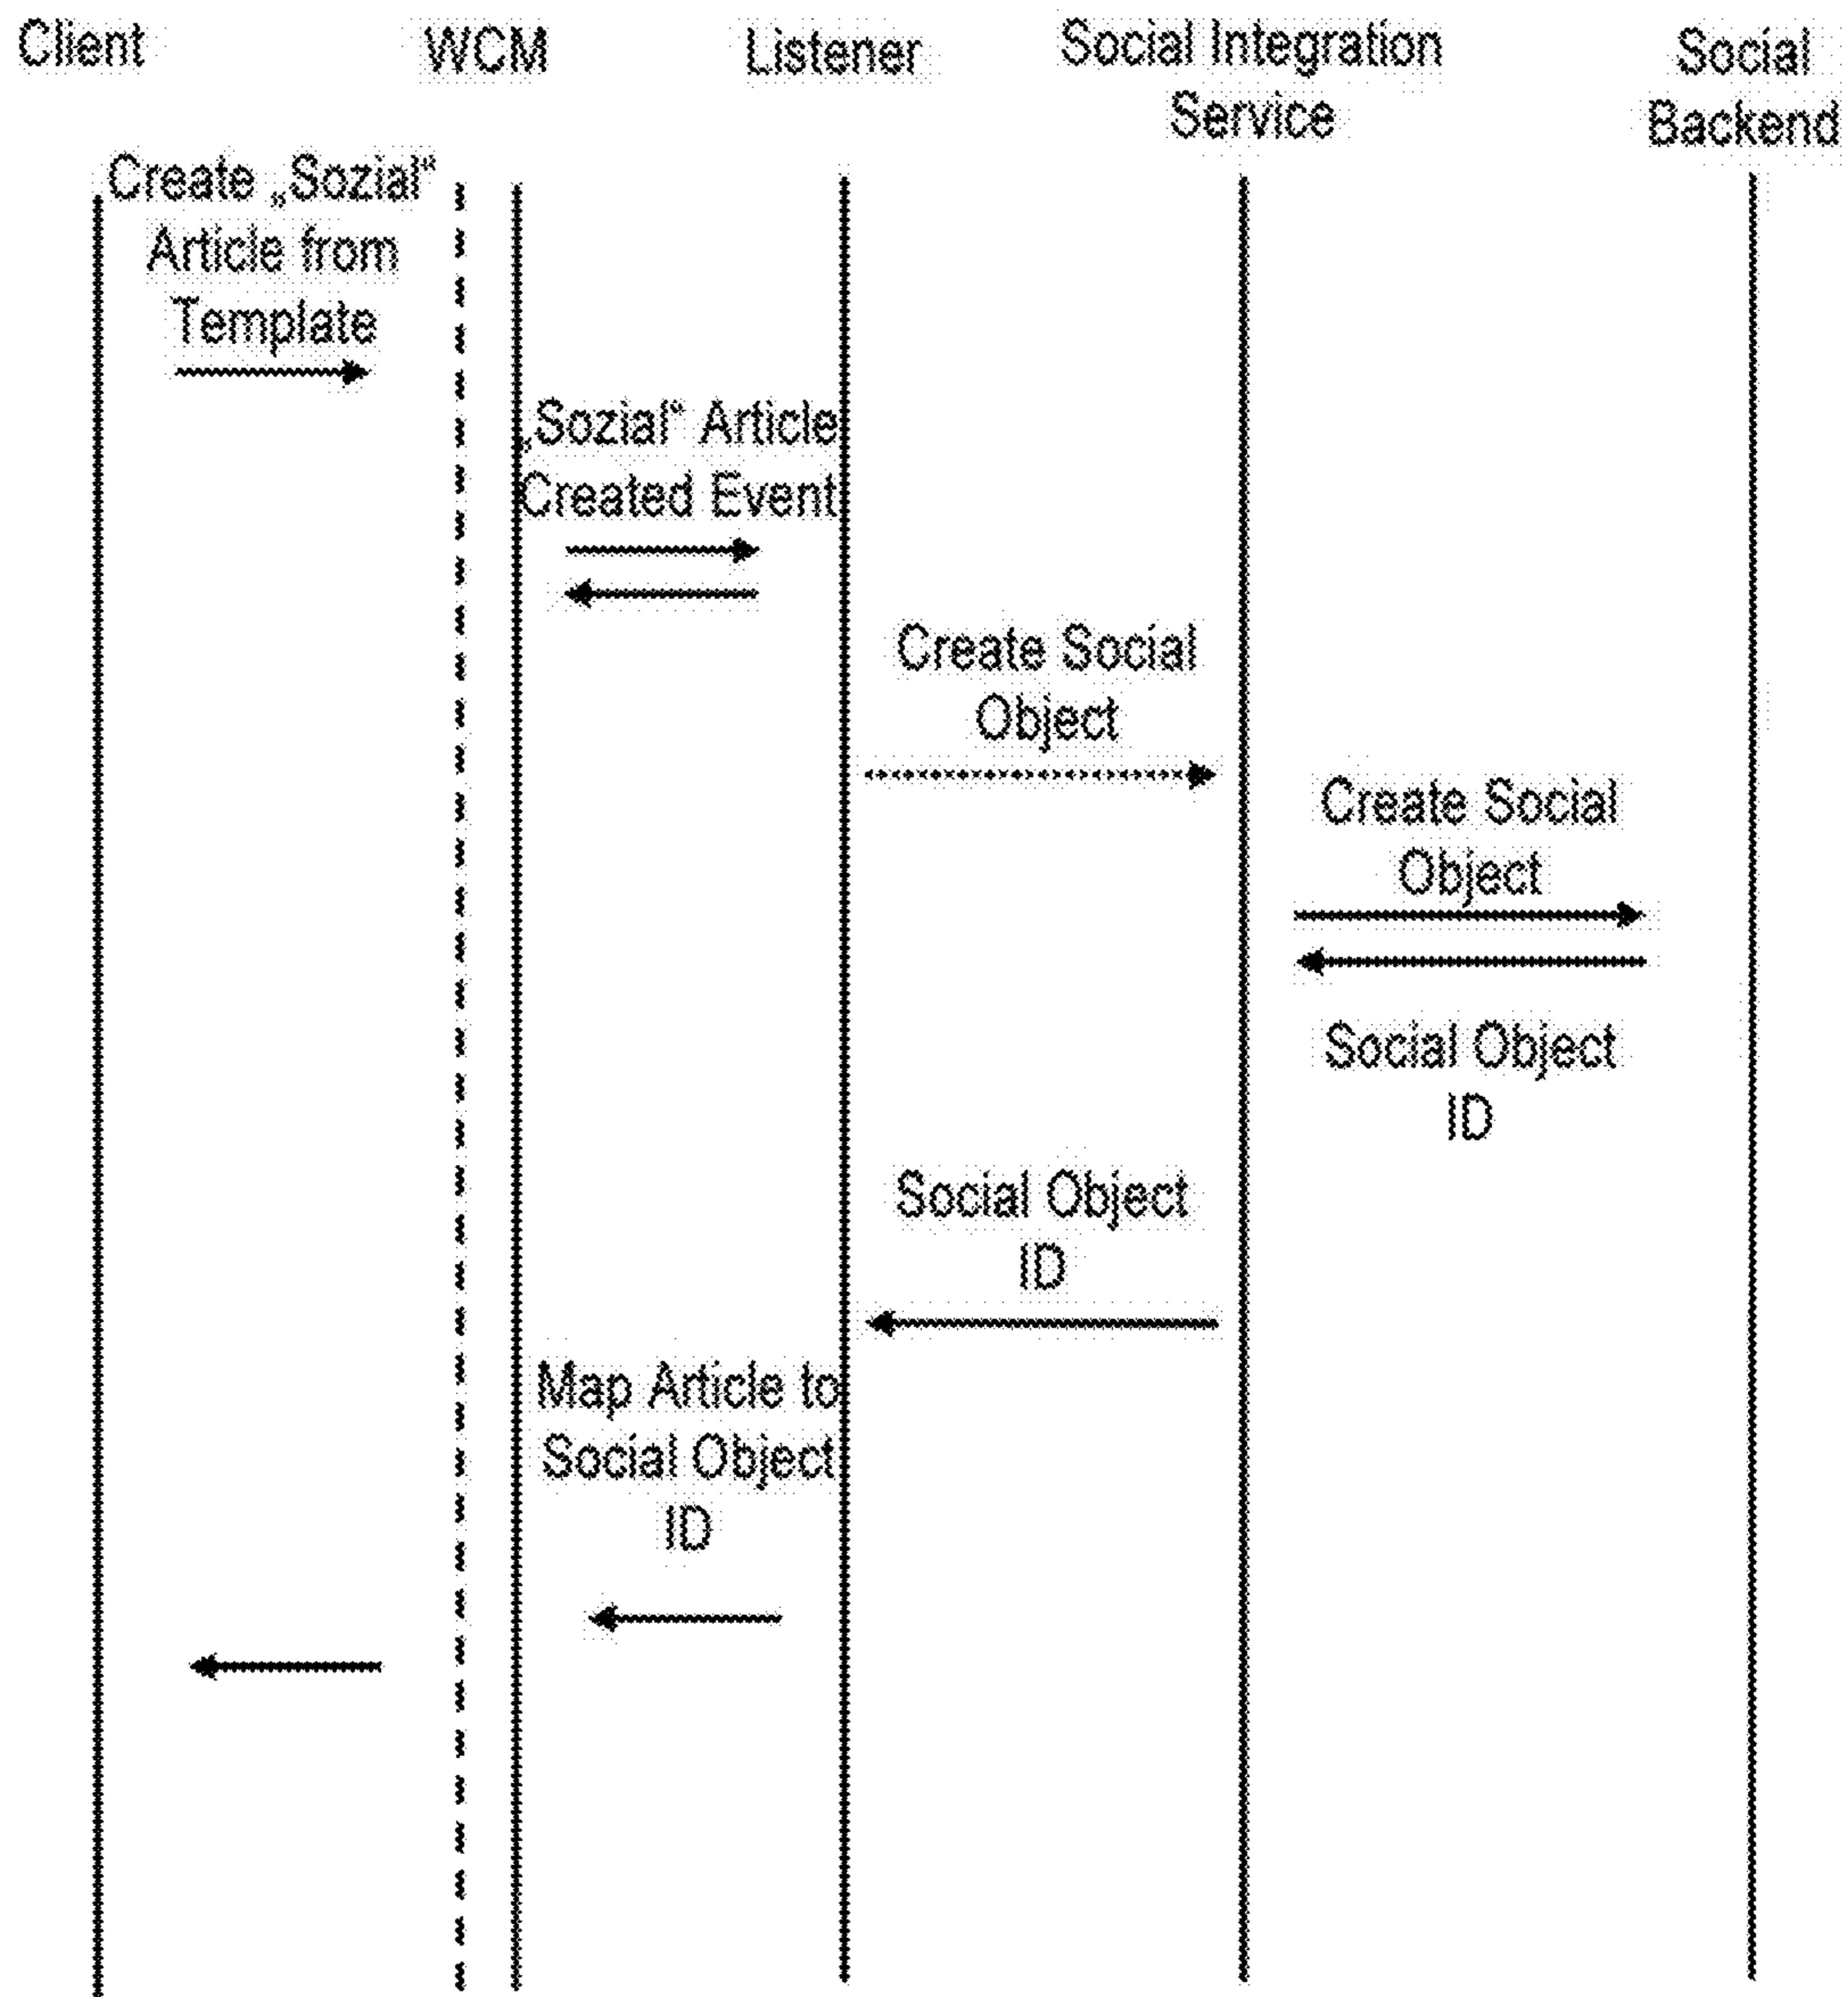 Client
WCM
Listener
Social Integration
Service
Social
Backend
Create „Sozial“
Article from
Template
„Sozial“ Article
Created Event
Create Social
Object
Create Social
Object
Social Object
ID
Social Object
ID
Map Article to
Social Object
ID